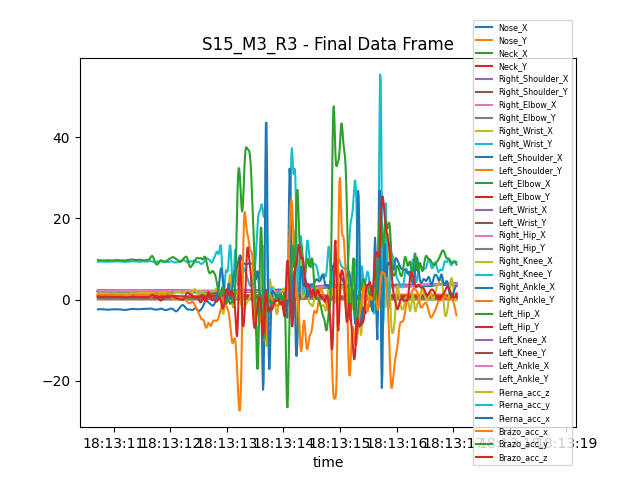 S15_M3_R3 - Final Data Frame
40
20
0
−20
18:13:11
18:13:12
18:13:13
18:13:14
18:13:15
18:13:16
18:13:19
time
Nose_X
Nose_Y
Neck_X
Neck_Y
Right_Shoulder_X
Right_Shoulder_Y
Right_Elbow_X
Right_Elbow_Y
Right_Wrist_X
Right_Wrist_Y
Left_Shoulder_X
Left_Shoulder_Y
Left_Elbow_X
Left_Elbow_Y
Left_Wrist_X
Left_Wrist_Y
Right_Hip_X
Right_Hip_Y
Right_Knee_X
Right_Knee_Y
Right_Ankle_X
Right_Ankle_Y
Left_Hip_X
Left_Hip_Y
Left_Knee_X
Left_Knee_Y
Left_Ankle_X
Left_Ankle_Y
Pierna_acc_z
Pierna_acc_y
Pierna_acc_x
Brazo_acc_x
Brazo_acc_y
Brazo_acc_z